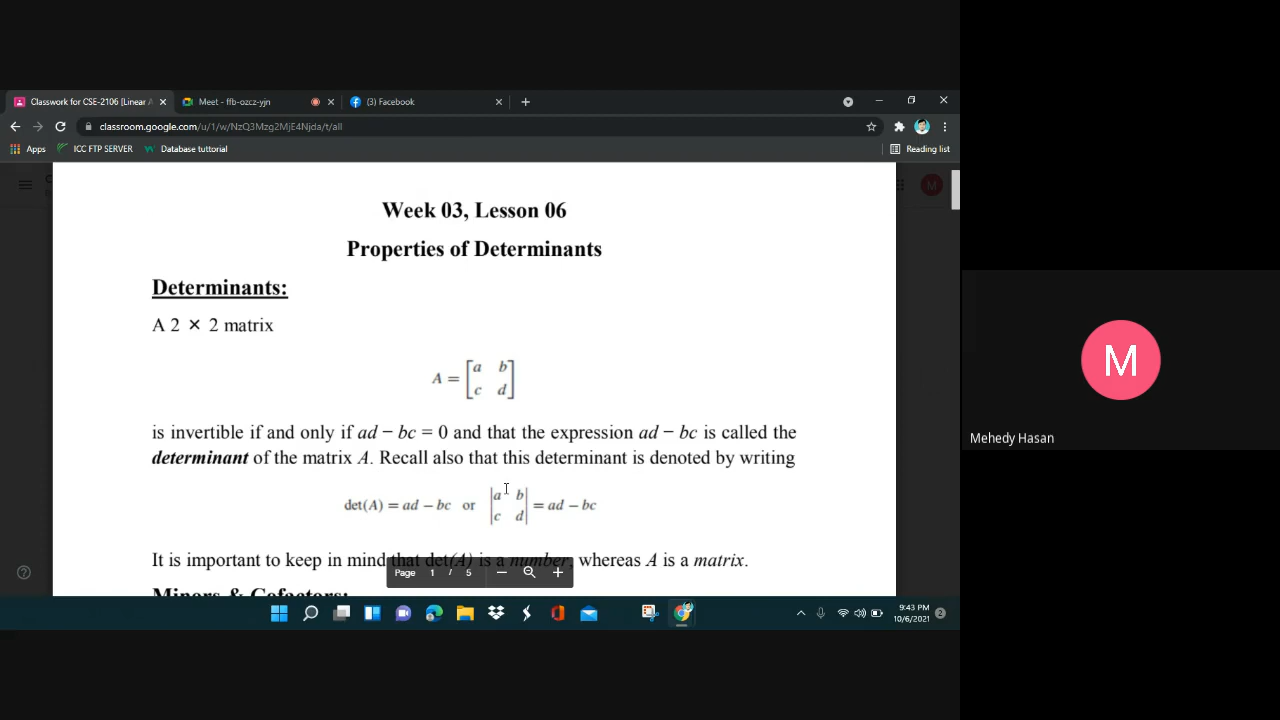 Classwork for CSE-2106 [Linear A
Meet - ffb-ozcz-yjn
(3) Facebook
classroom.google.com/u/1/w/NzQ3Mzg2MjE4Njda/t/all
Apps
ICC FTP SERVER
Database tuttorial
Reading list
M
Week 03, Lesson 06
Properties of Determinants
Determinants:
A 2 × 2 matrix
A = [a b
c d]
is invertible if and only if ad − bc = 0 and that the expression ad − bc is called the
determinant of the matrix A. Recall also that this determinant is denoted by writing
det(A) = ad − bc or |a b
c d| = ad − bc
It is important to keep in mind that det(A) is a number, whereas A is a matrix.
Page 1 / 5
Minors & Cofactors:
9:43 PM
10/6/2021
2
M
Mehedy Hasan